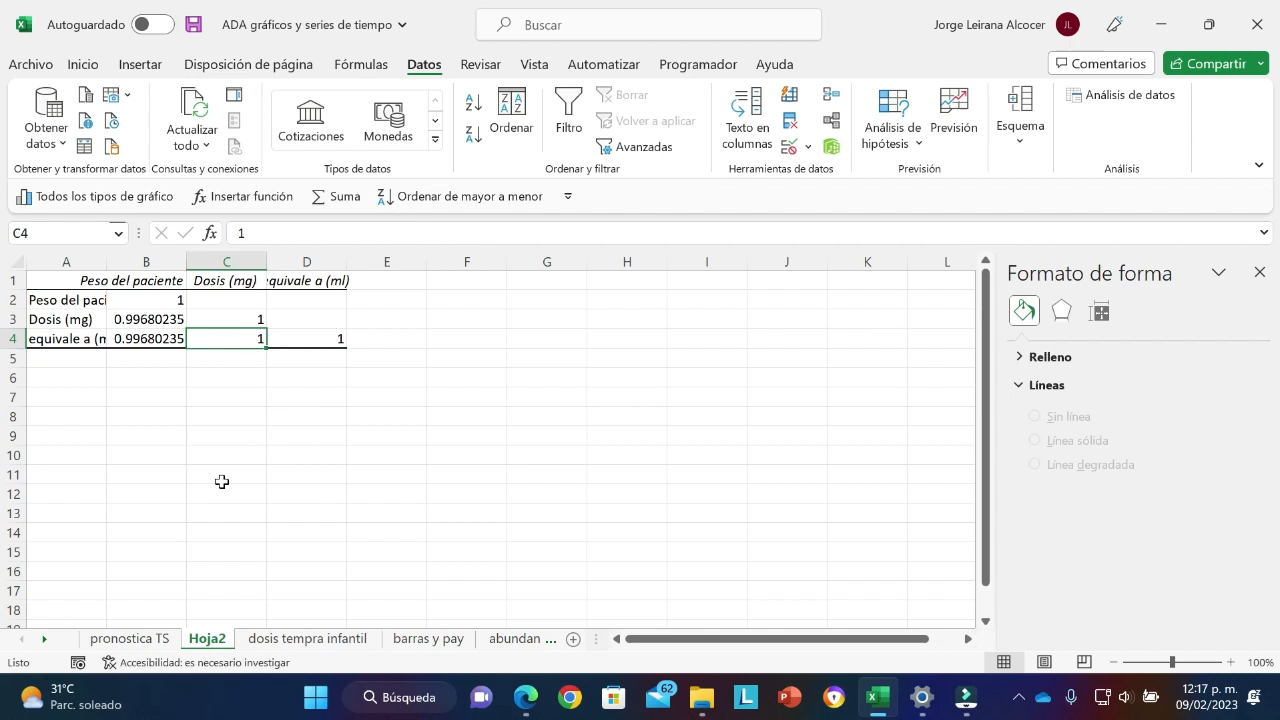 Autoguardado
ADA gráficos y series de tiempo
Buscar
Jorge Leirana Alcocer
JL
Archivo Inicio Insertar Disposición de página Fórmulas Datos Revisar Vista Automatizar Programador Ayuda
Comentarios
Compartir
Obtener datos
Actualizar todo
Cotizaciones
Monedas
Ordenar
Filtro
Borrar
Volver a aplicar
Avanzadas
Texto en columnas
Análisis de hipótesis
Previsión
Esquema
Análisis de datos
Obtener y transformar datos
Consultas y conexiones
Tipos de datos
Ordenar y filtrar
Herramientas de datos
Previsión
Análisis
Todos los tipos de gráfico
Insertar función
Suma
Ordenar de mayor a menor
C4
fx
1
A B C D E F G H I J K L
1 Peso del paciente Dosis (mg) quivale a (ml)
2 Peso del paci 1
3 Dosis (mg) 0.99680235 1
4 equivale a (m 0.99680235 1 1
5
6
7
8
9
10
11
12
13
14
15
16
17
18
Formato de forma
Relleno
Líneas
Sin línea
Línea sólida
Línea degradada
pronostica TS Hoja2 dosis tempra infantil barras y pay abundan ...
Listo
Accesibilidad: es necesario investigar
100%
31°C
Parc. soleado
Búsqueda
62
12:17 p. m.
09/02/2023